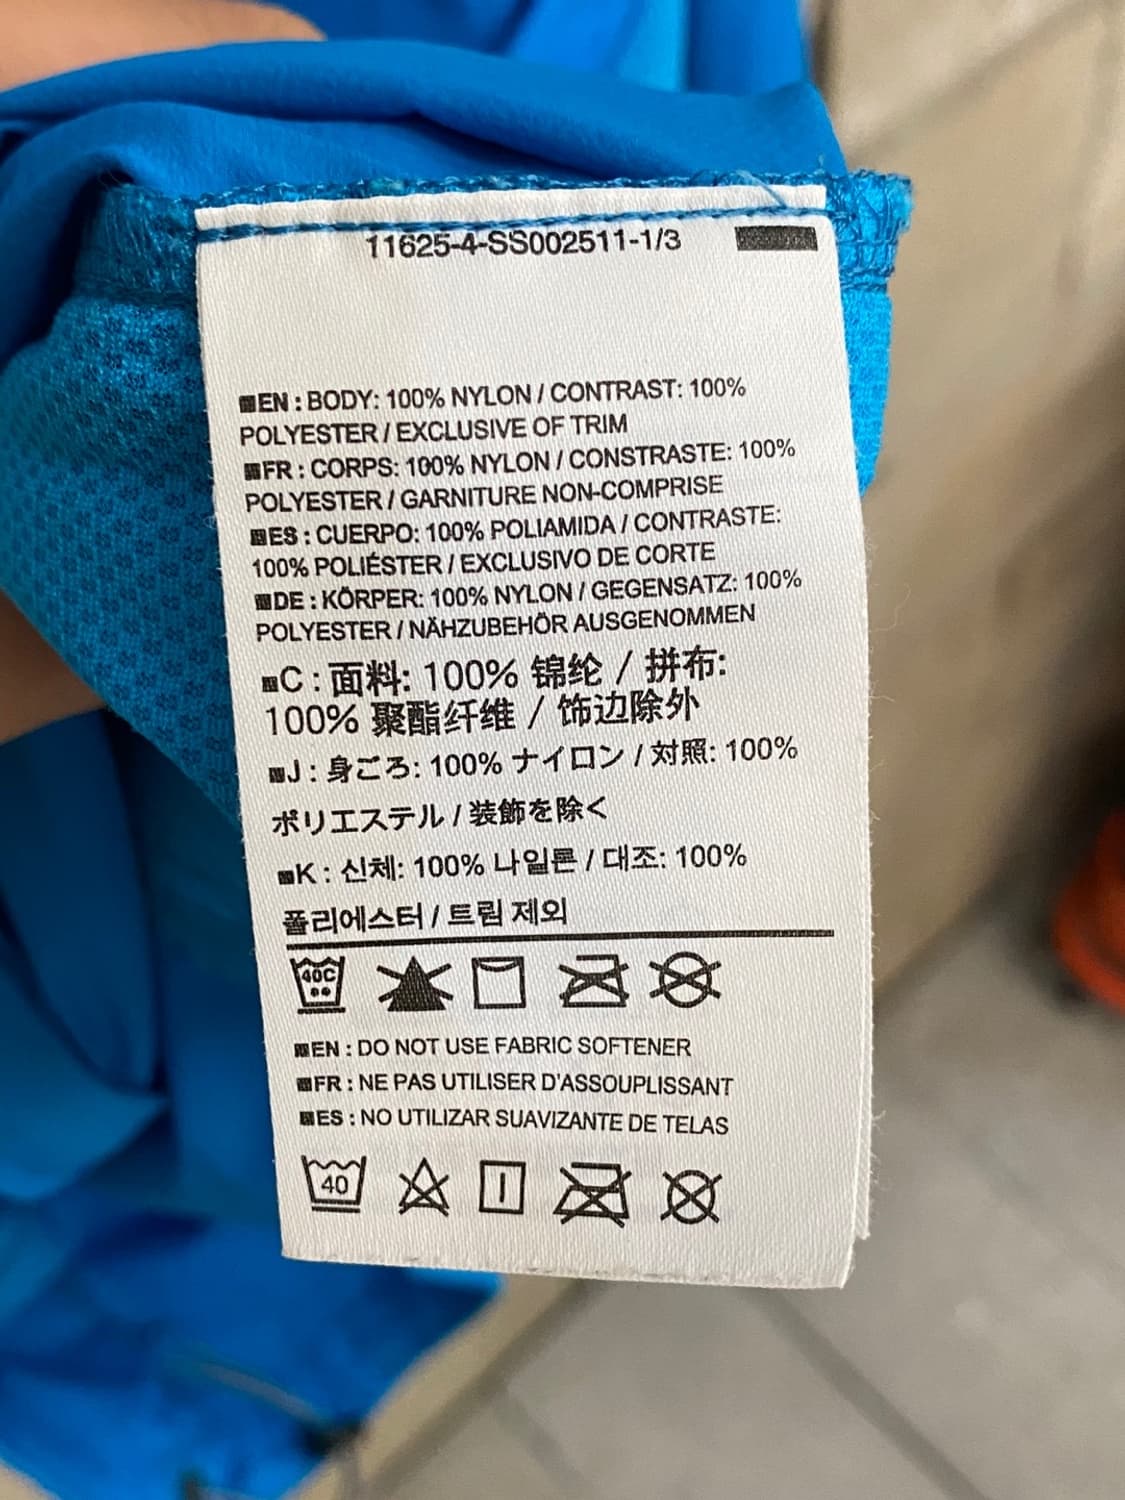 11625-4-SS002511-1/3
EN : BODY: 100% NYLON / CONTRAST: 100%
POLYESTER / EXCLUSIVE OF TRIM
FR : CORPS: 100% NYLON / CONSTRASTE: 100%
POLYESTER / GARNITURE NON-COMPRISE
ES : CUERPO: 100% POLIAMIDA / CONTRASTE:
100% POLIÉSTER / EXCLUSIVO DE CORTE
DE : KÖRPER: 100% NYLON / GEGENSATZ: 100%
POLYESTER / NÄHZUBEHÖR AUSGENOMMEN
C : 面料: 100% 锦纶 / 拼布:
100% 聚酯纤维 / 饰边除外
J : 身ごろ: 100% ナイロン / 対照: 100%
ポリエステル / 装飾を除く
K : 신체: 100% 나일론 / 대조: 100%
폴리에스터 / 트림 제외
40C
EN : DO NOT USE FABRIC SOFTENER
FR : NE PAS UTILISER D'ASSOUPLISSANT
ES : NO UTILIZAR SUAVIZANTE DE TELAS
40